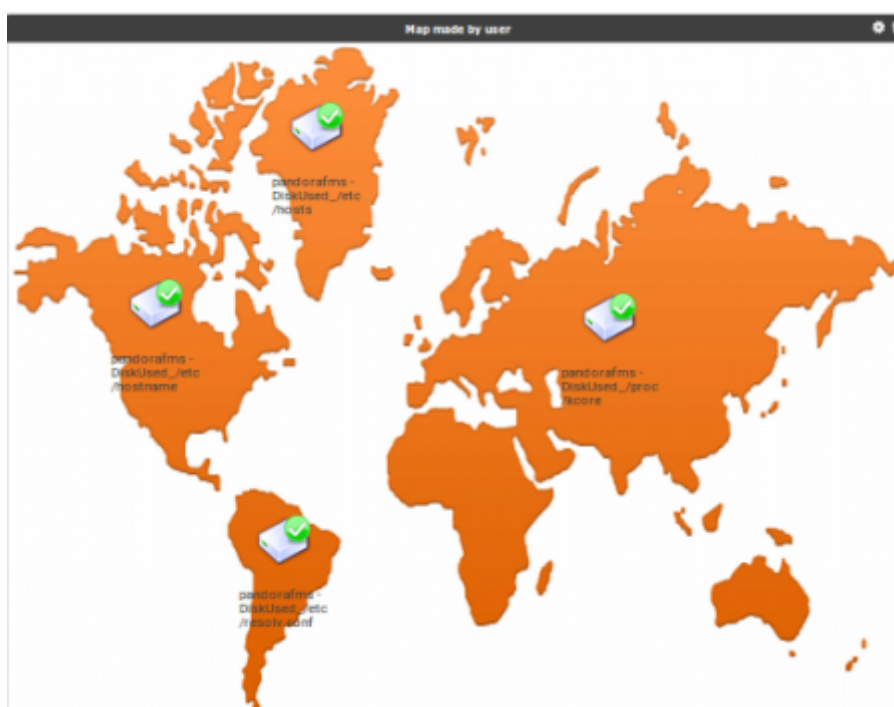 Map made by user
pandorafms -
DiskUsed_/etc
/hosts
pandorafms -
DiskUsed_/etc
/hostname
pandorafms -
DiskUsed_/proc
/kcore
pandorafms -
DiskUsed_/etc
/resolv.conf